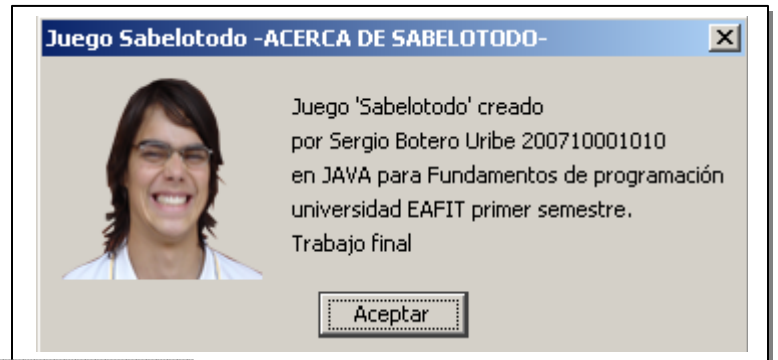 Juego Sabelotodo -ACERCA DE SABELOTODO-
Juego 'Sabelotodo' creado
por Sergio Botero Uribe 200710001010
en JAVA para Fundamentos de programación
universidad EAFIT primer semestre.
Trabajo final
Aceptar